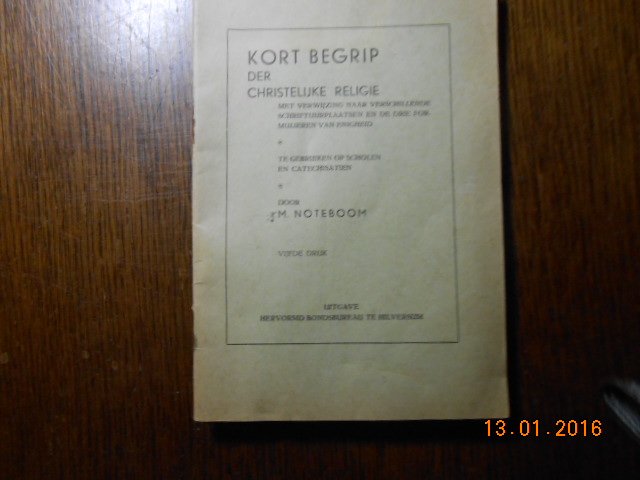 KORT BEGRIP
DER
CHRISTELIJKE RELIGIE
MET VERWIJZING NAAR VERSCHILLENDE
SCHRIFTUURPLAATSEN EN DE DRIE FOR-
MULIEREN VAN ENIGHEID
*
TE GEBRUIKEN OP SCHOLEN
EN CATECHISATIEN
*
DOOR
M. NOTEBOOM
VIJFDE DRUK
UITGAVE
HERVORMD BONDSBUREAU TE HILVERSUM
13.01.2016